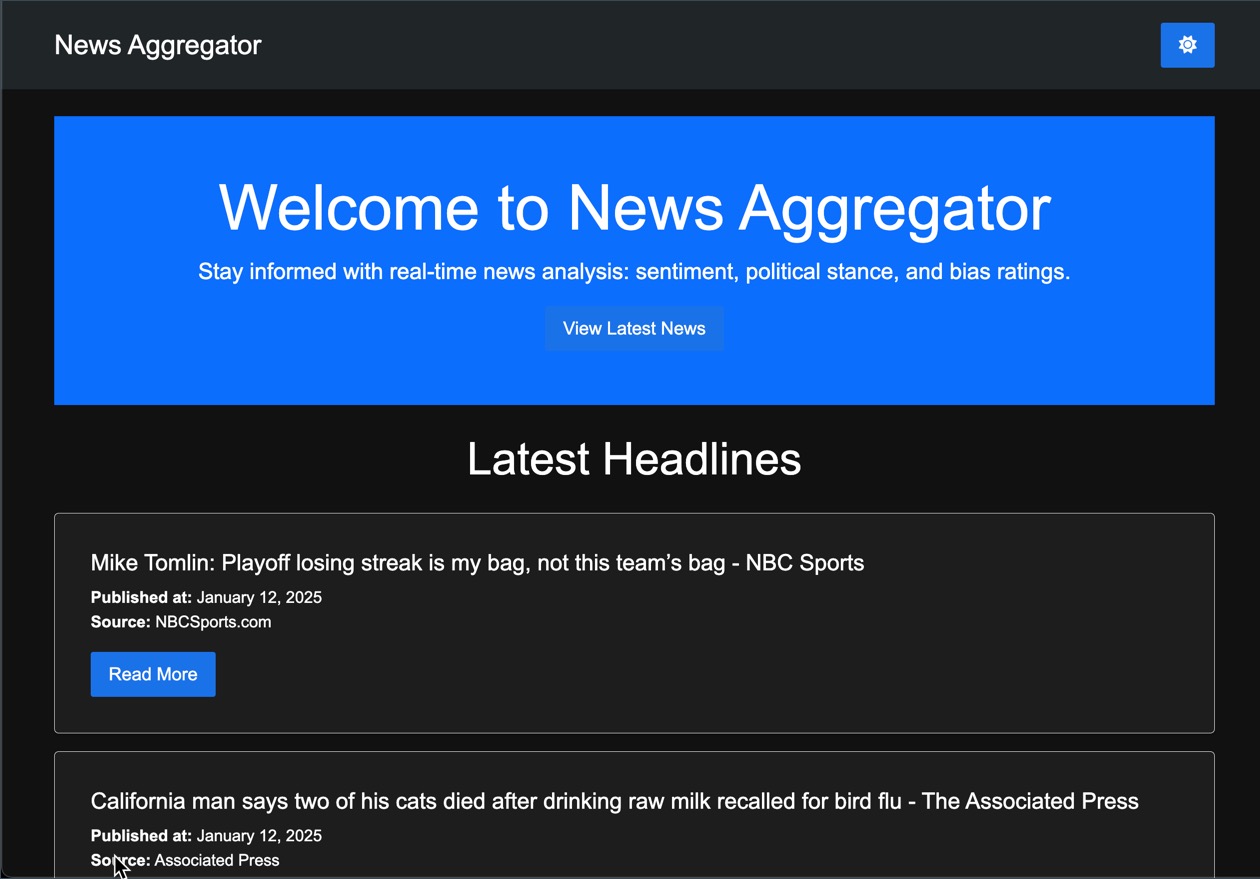 News Aggregator
Welcome to News Aggregator
Stay informed with real-time news analysis: sentiment, political stance, and bias ratings.
View Latest News
Latest Headlines
Mike Tomlin: Playoff losing streak is my bag, not this team’s bag - NBC Sports
Published at: January 12, 2025
Source: NBCSports.com
Read More
California man says two of his cats died after drinking raw milk recalled for bird flu - The Associated Press
Published at: January 12, 2025
Source: Associated Press